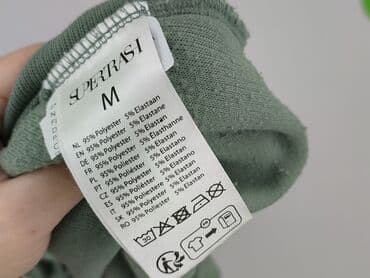 SUPERRASI
M
NL 95% Polyester 5% Elastaan
EN 95% Polyester 5% Elastane
DE 95% Polyester 5% Elasthan
FR 95% Polyester 5% Elasthanne
PL 95% Poliester 5% Elastan
PT 95% Poliéster 5% Elastano
CZ 95% Polyester 5% Elastan
ES 95% Poliéster 5% Elastano
IT 95% Poliestere 5% Elastano
SK 95% Polyester 5% Elastan
RO 95% Poliester 5% Elastan
30